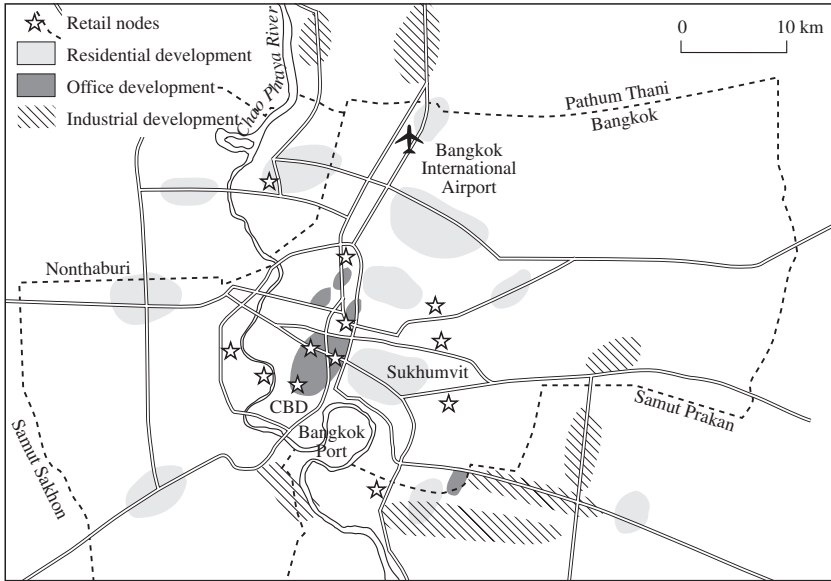 Retail nodes
Residential development
Office development
Industrial development
Chao Phraya River
0 10 km
Pathum Thani
Bangkok
Bangkok
International
Airport
Nonthaburi
Sukhumvit
CBD
Samut Prakan
Bangkok
Port
Samut Sakhon